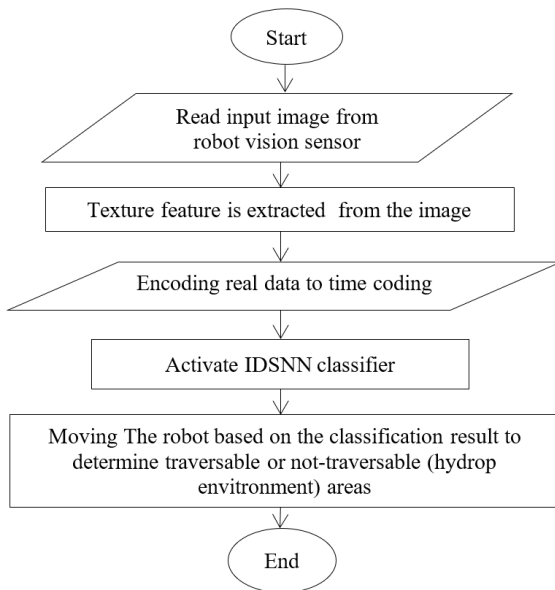 Start
Read input image from
robot vision sensor
Texture feature is extracted from the image
Encoding real data to time coding
Activate IDSNN classifier
Moving The robot based on the classification result to
determine traversable or not-traversable (hydrop
envitronment) areas
End